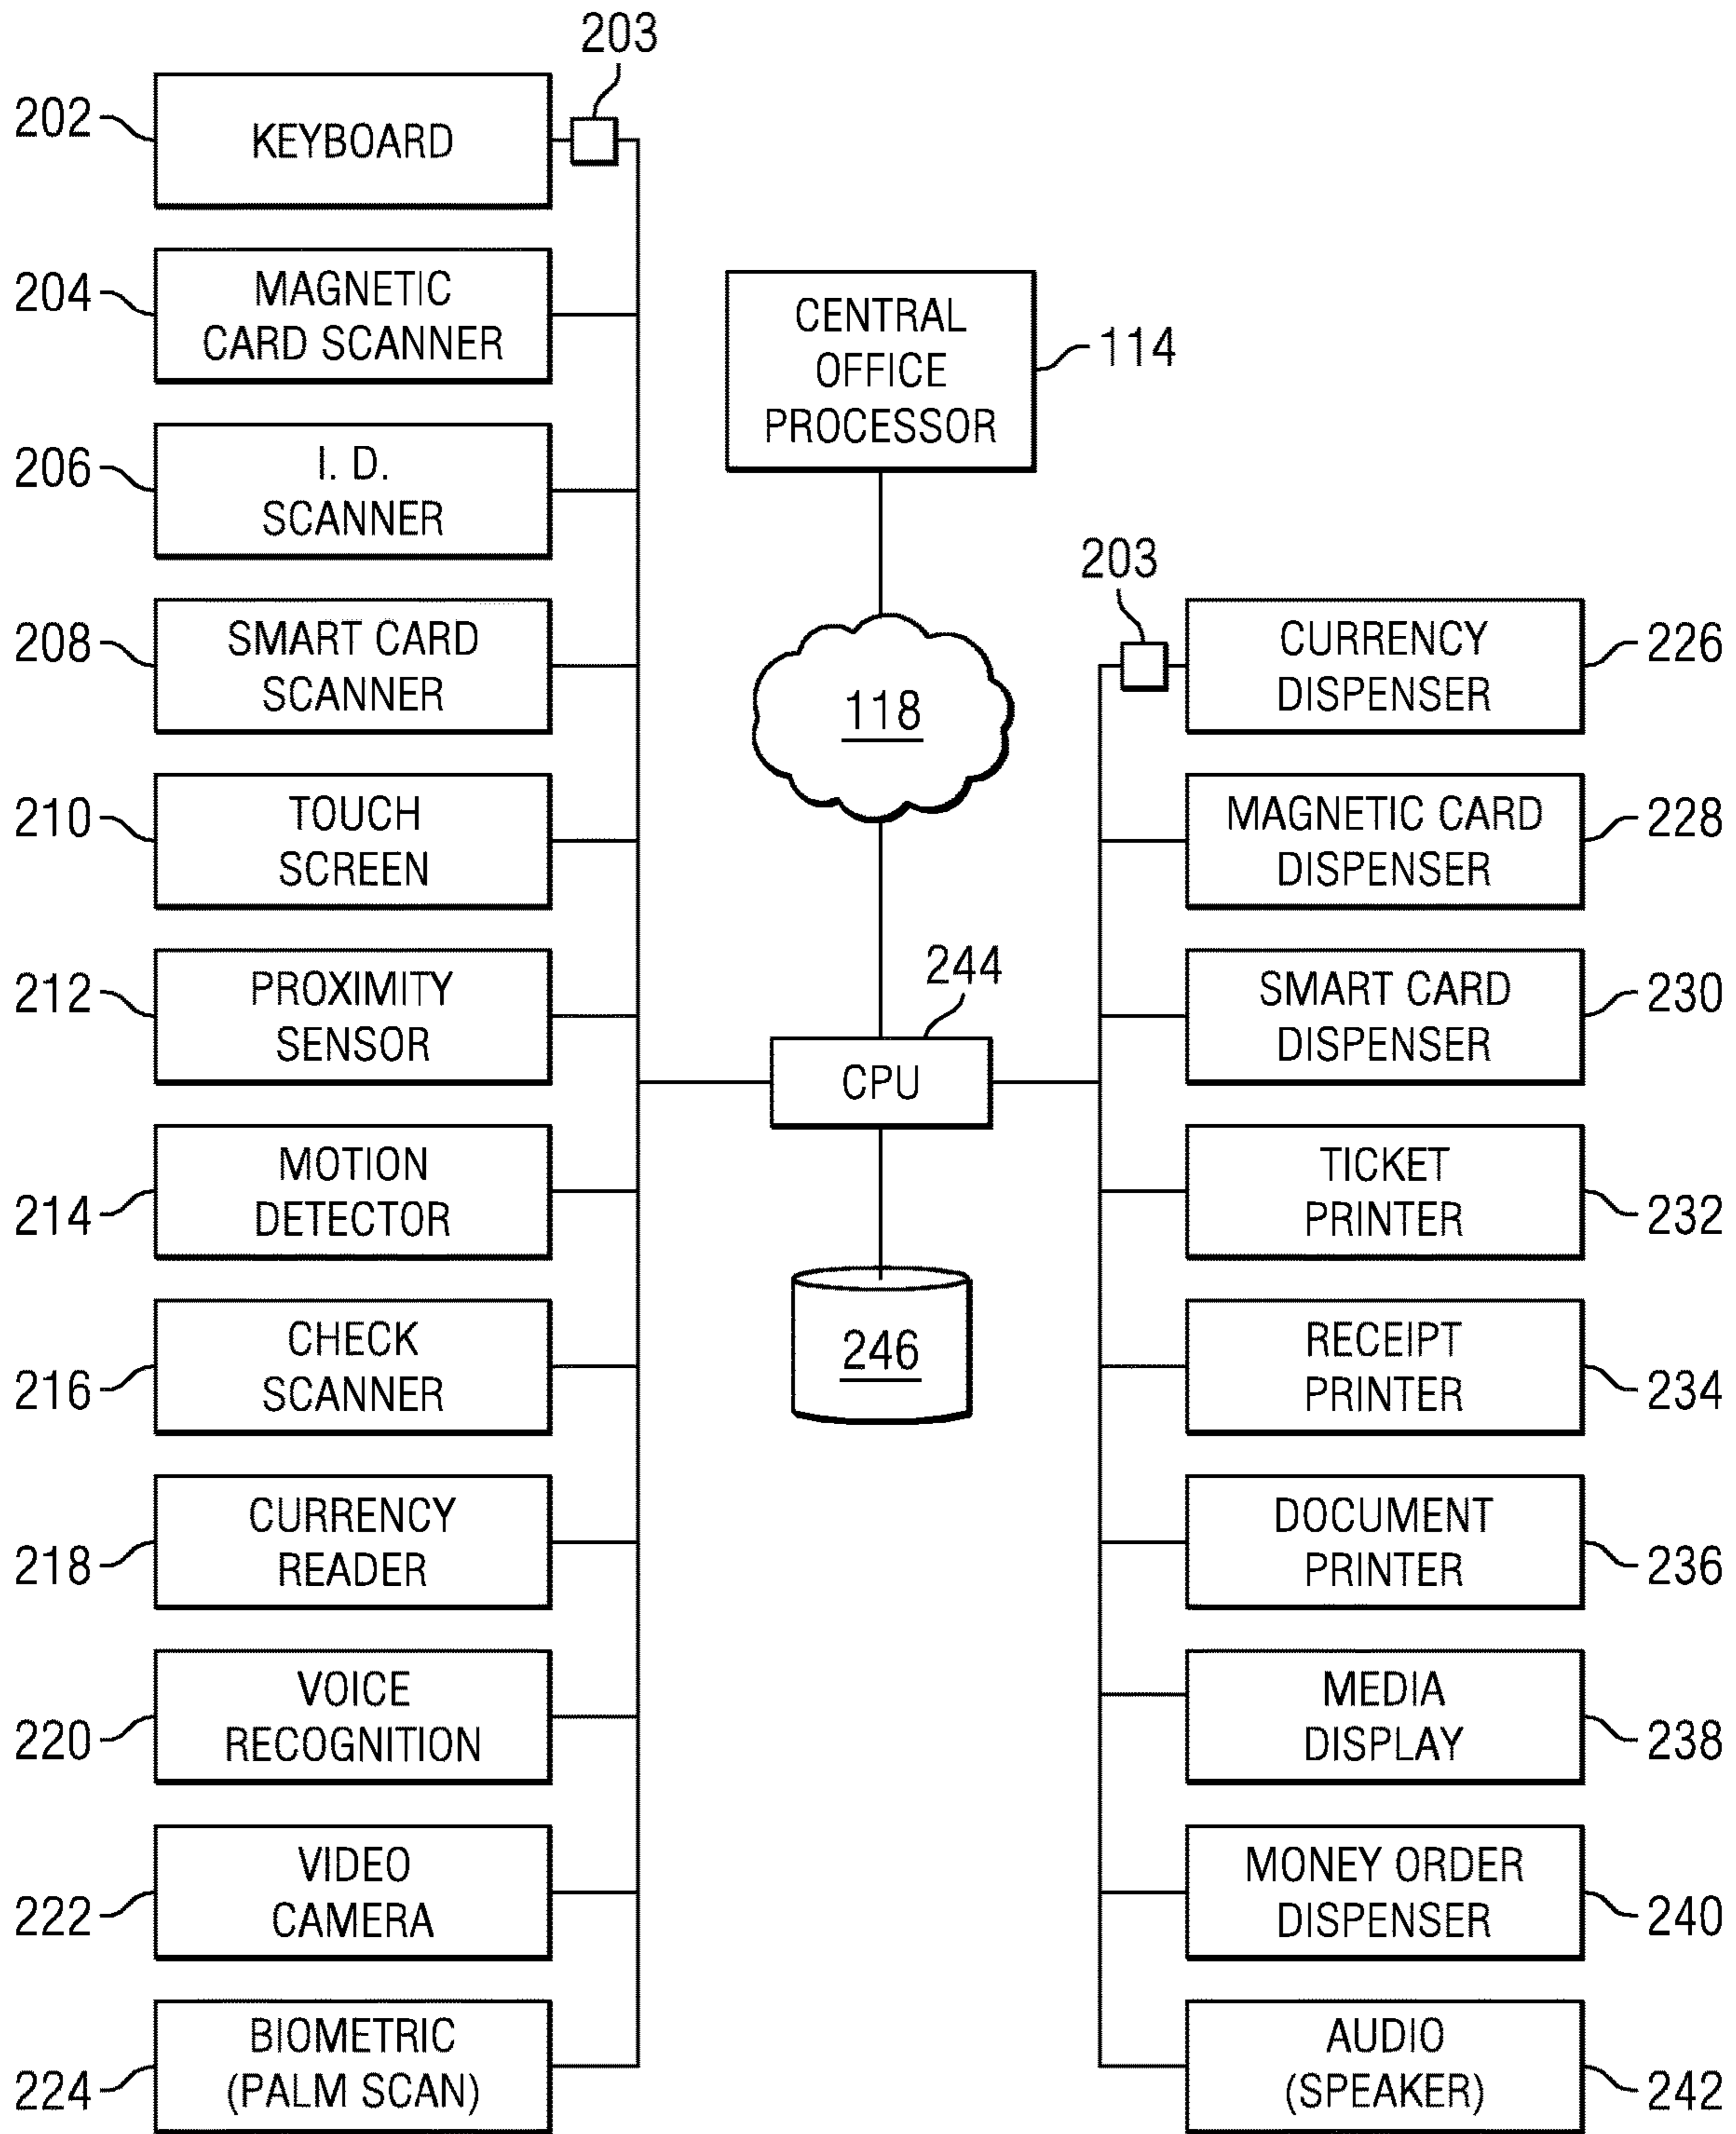 203
202
KEYBOARD
204
MAGNETIC
CARD SCANNER
206
I. D.
SCANNER
208
SMART CARD
SCANNER
210
TOUCH
SCREEN
212
PROXIMITY
SENSOR
214
MOTION
DETECTOR
216
CHECK
SCANNER
218
CURRENCY
READER
220
VOICE
RECOGNITION
222
VIDEO
CAMERA
224
BIOMETRIC
(PALM SCAN)
CENTRAL
OFFICE
PROCESSOR
114
118
244
CPU
246
203
CURRENCY
DISPENSER
226
MAGNETIC CARD
DISPENSER
228
SMART CARD
DISPENSER
230
TICKET
PRINTER
232
RECEIPT
PRINTER
234
DOCUMENT
PRINTER
236
MEDIA
DISPLAY
238
MONEY ORDER
DISPENSER
240
AUDIO
(SPEAKER)
242